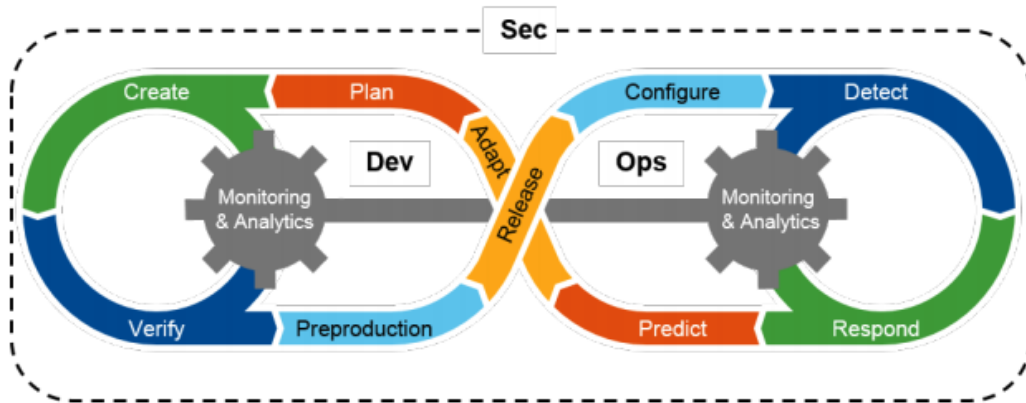 Sec
Create
Plan
Configure
Detect
Adapt
Dev
Release
Ops
Monitoring
& Analytics
Monitoring
& Analytics
Verify
Preproduction
Predict
Respond